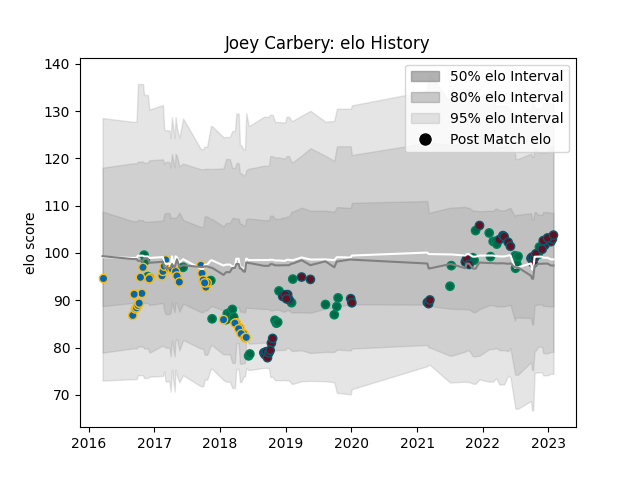 Joey Carbery: elo History
50% elo Interval
80% elo Interval
95% elo Interval
Post Match elo
elo score
140
130
120
110
100
90
80
70
2016
2017
2018
2019
2020
2021
2022
2023